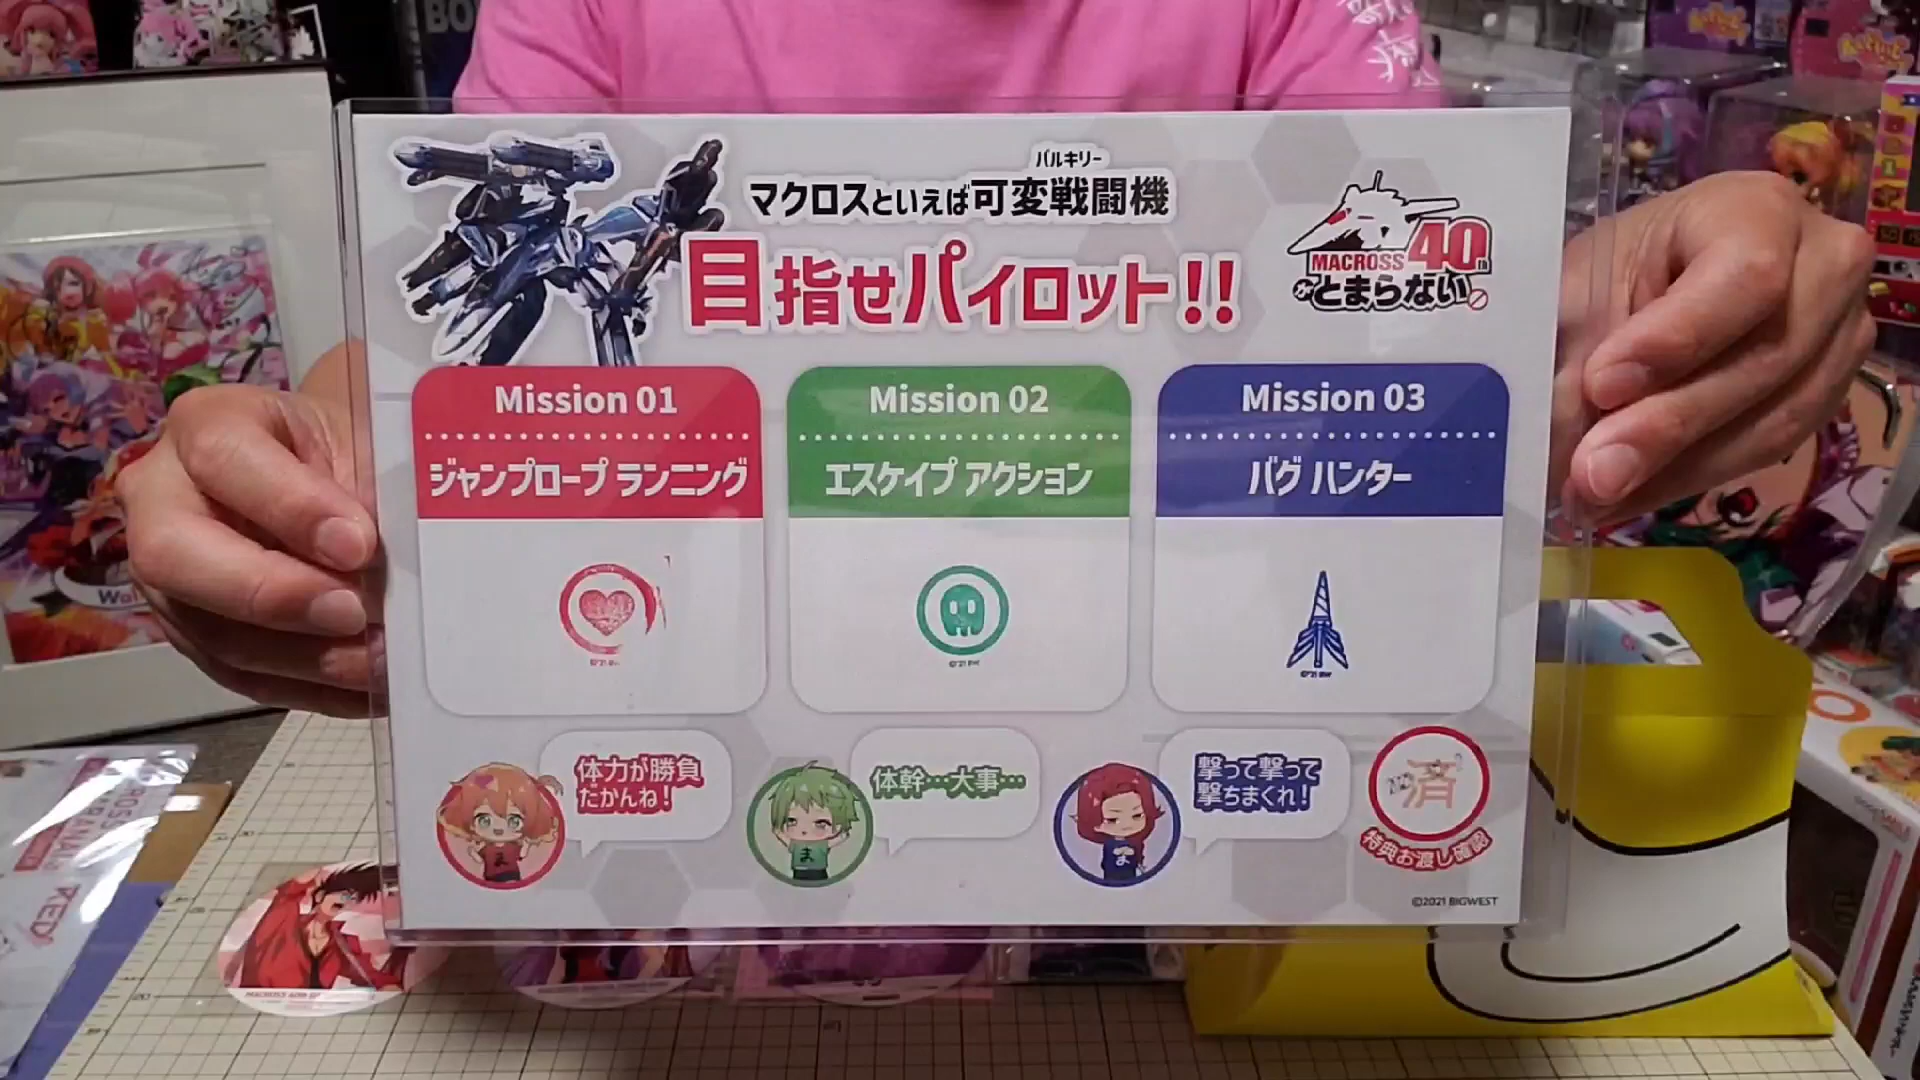 バルキリー
マクロスといえば可変戦闘機
目指せパイロット!!
MACROSS 40th
がとまらない
Mission 01
ジャンプロープ ランニング
Mission 02
エスケイプ アクション
Mission 03
バグ ハンター
©'21 BW
©'21 BW
体力が勝負
だかんね!
体幹…大事…
撃って撃って
撃ちまくれ!
済
特典お渡し確認
©2021 BIGWEST